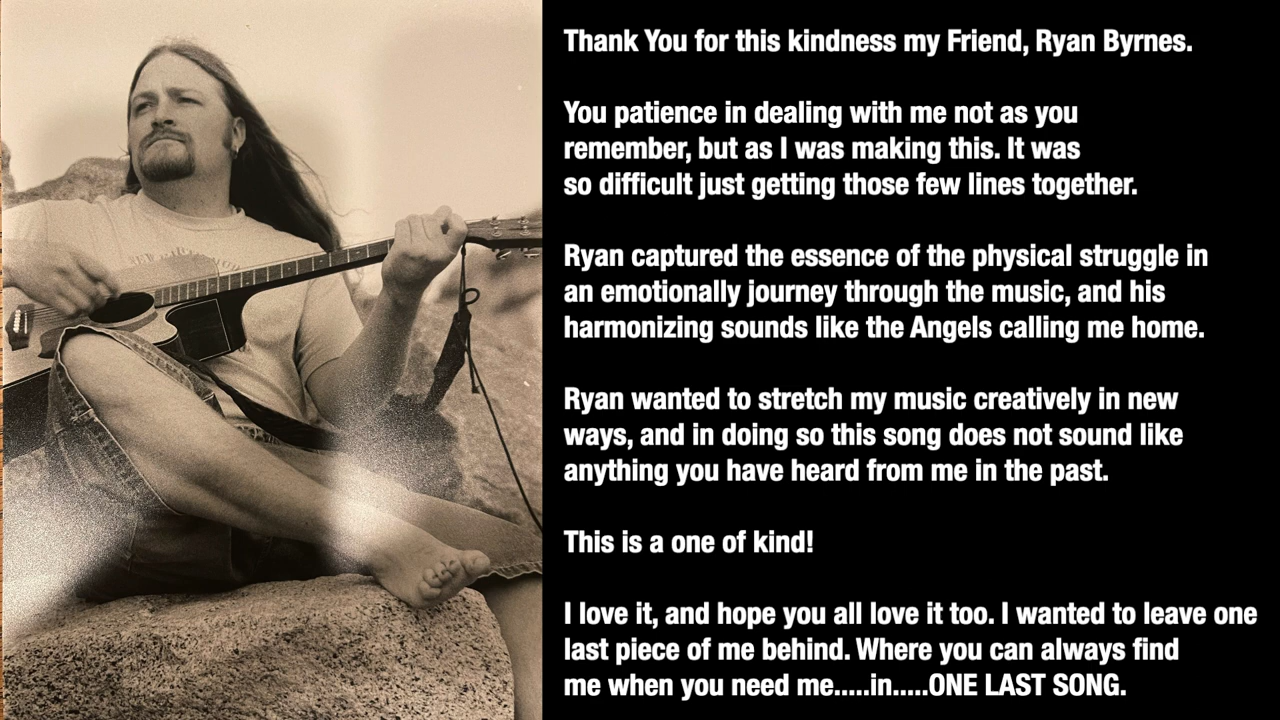 Thank You for this kindness my Friend, Ryan Byrnes.
You patience in dealing with me not as you
remember, but as I was making this. It was
so difficult just getting those few lines together.
Ryan captured the essence of the physical struggle in
an emotionally journey through the music, and his
harmonizing sounds like the Angels calling me home.
Ryan wanted to stretch my music creatively in new
ways, and in doing so this song does not sound like
anything you have heard from me in the past.
This is a one of kind!
I love it, and hope you all love it too. I wanted to leave one
last piece of me behind. Where you can always find
me when you need me.....in.....ONE LAST SONG.